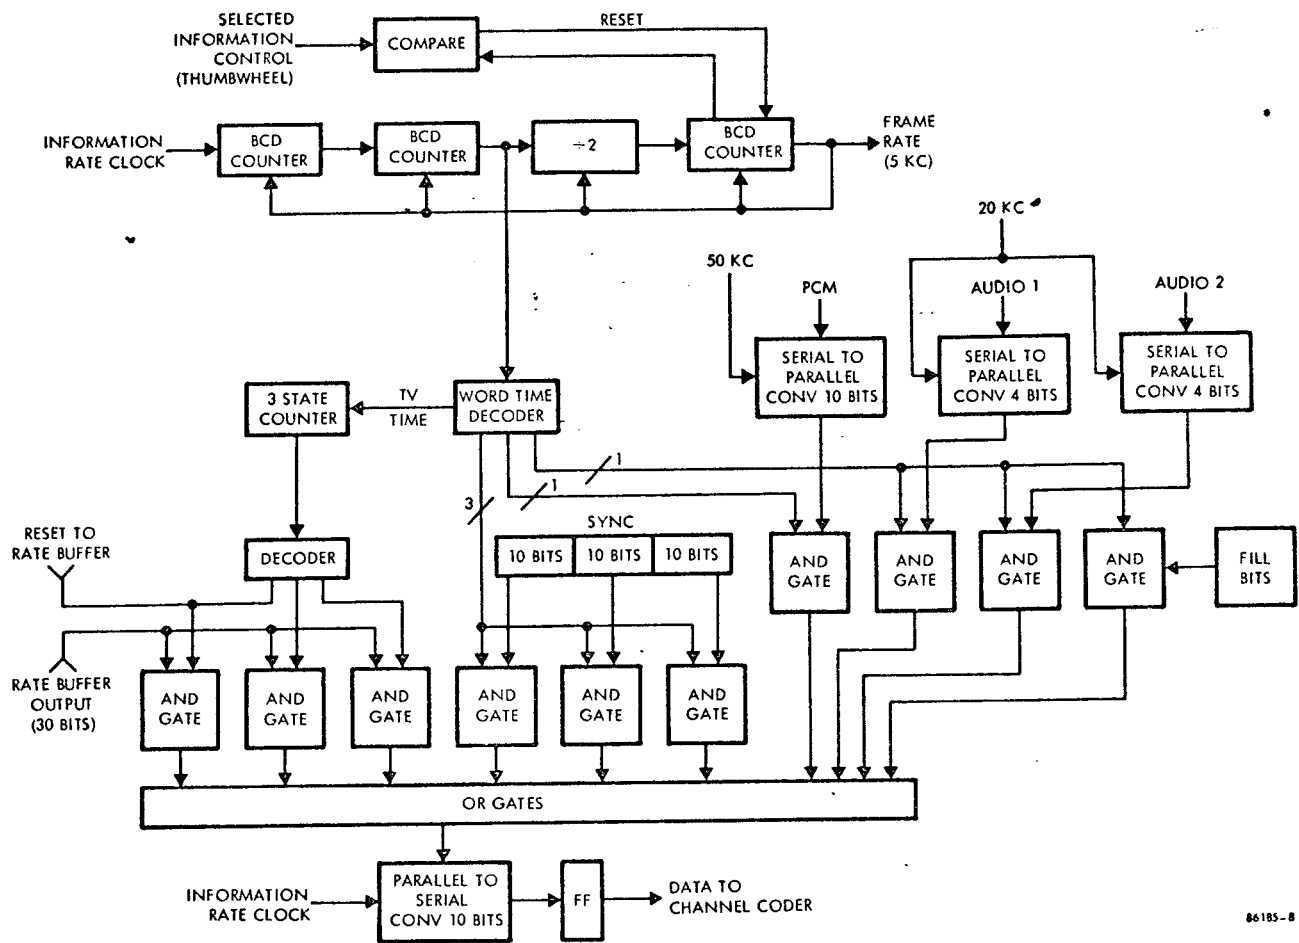 SELECTED
INFORMATION
CONTROL
(THUMBWHEEL)
COMPARE
RESET
INFORMATION
RATE CLOCK
BCD
COUNTER
BCD
COUNTER
÷2
BCD
COUNTER
FRAME
RATE
(5 KC)
20 KC
50 KC
PCM
AUDIO 1
AUDIO 2
SERIAL TO
PARALLEL
CONV 10 BITS
SERIAL TO
PARALLEL
CONV 4 BITS
SERIAL TO
PARALLEL
CONV 4 BITS
3 STATE
COUNTER
TV
TIME
WORD TIME
DECODER
1
1
3
SYNC
10 BITS
10 BITS
10 BITS
RESET TO
RATE BUFFER
DECODER
AND
GATE
AND
GATE
AND
GATE
AND
GATE
FILL
BITS
RATE BUFFER
OUTPUT
(30 BITS)
AND
GATE
AND
GATE
AND
GATE
AND
GATE
AND
GATE
AND
GATE
OR GATES
INFORMATION
RATE CLOCK
PARALLEL TO
SERIAL
CONV 10 BITS
FF
DATA TO
CHANNEL CODER
86185-8